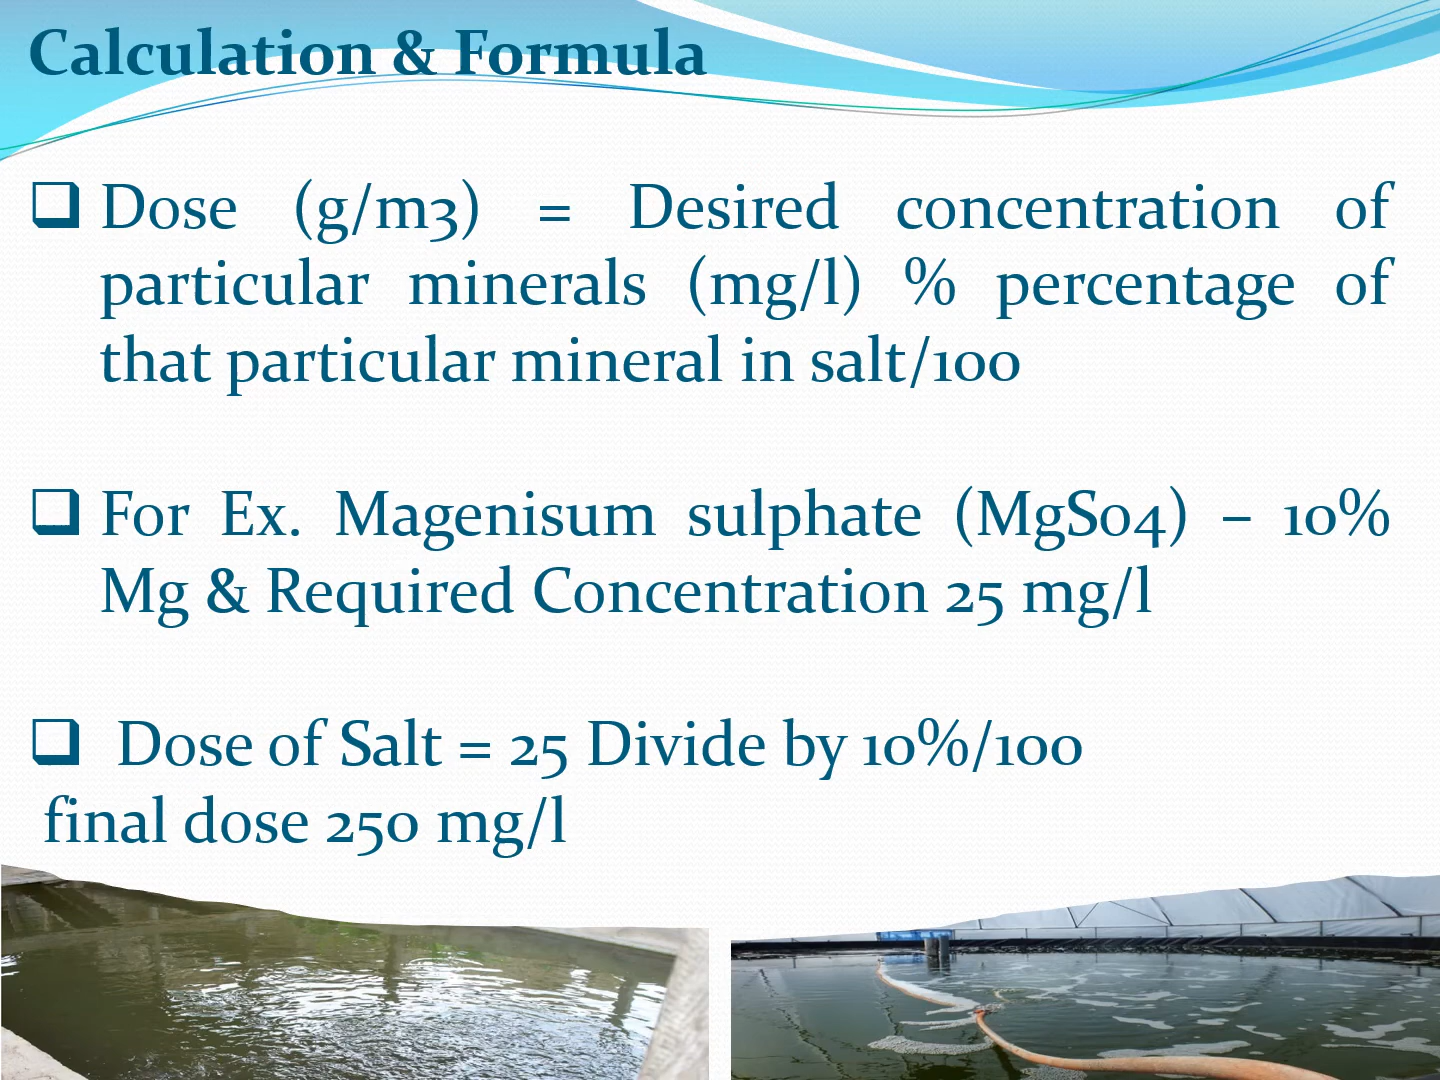 Calculation & Formula
Dose (g/m3) = Desired concentration of
particular minerals (mg/l) % percentage of
that particular mineral in salt/100
For Ex. Magenisum sulphate (MgSo4) – 10%
Mg & Required Concentration 25 mg/l
Dose of Salt = 25 Divide by 10%/100
final dose 250 mg/l